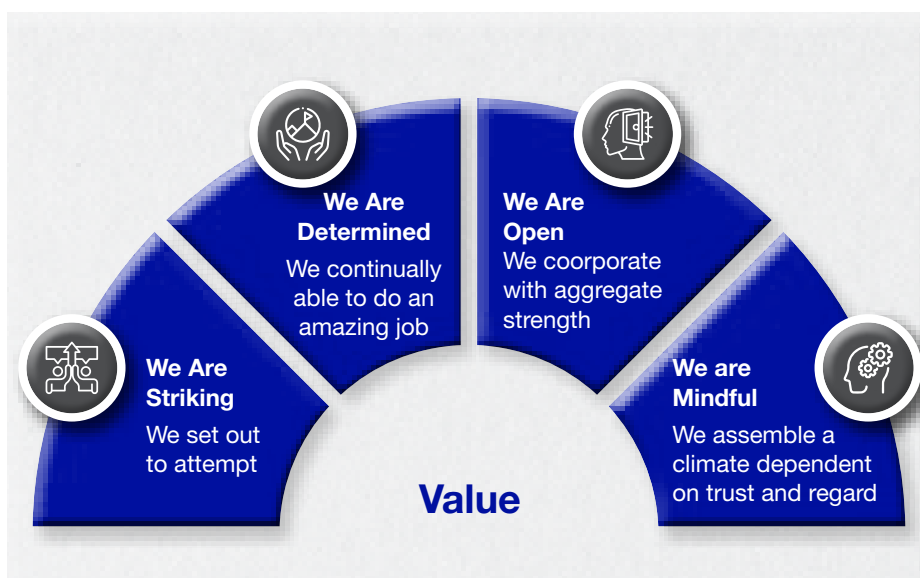 We Are
Striking
We set out
to attempt
We Are
Determined
We continually
able to do an
amazing job
We Are
Open
We coorporate
with aggregate
strength
We are
Mindful
We assemble a
climate dependent
on trust and regard
Value